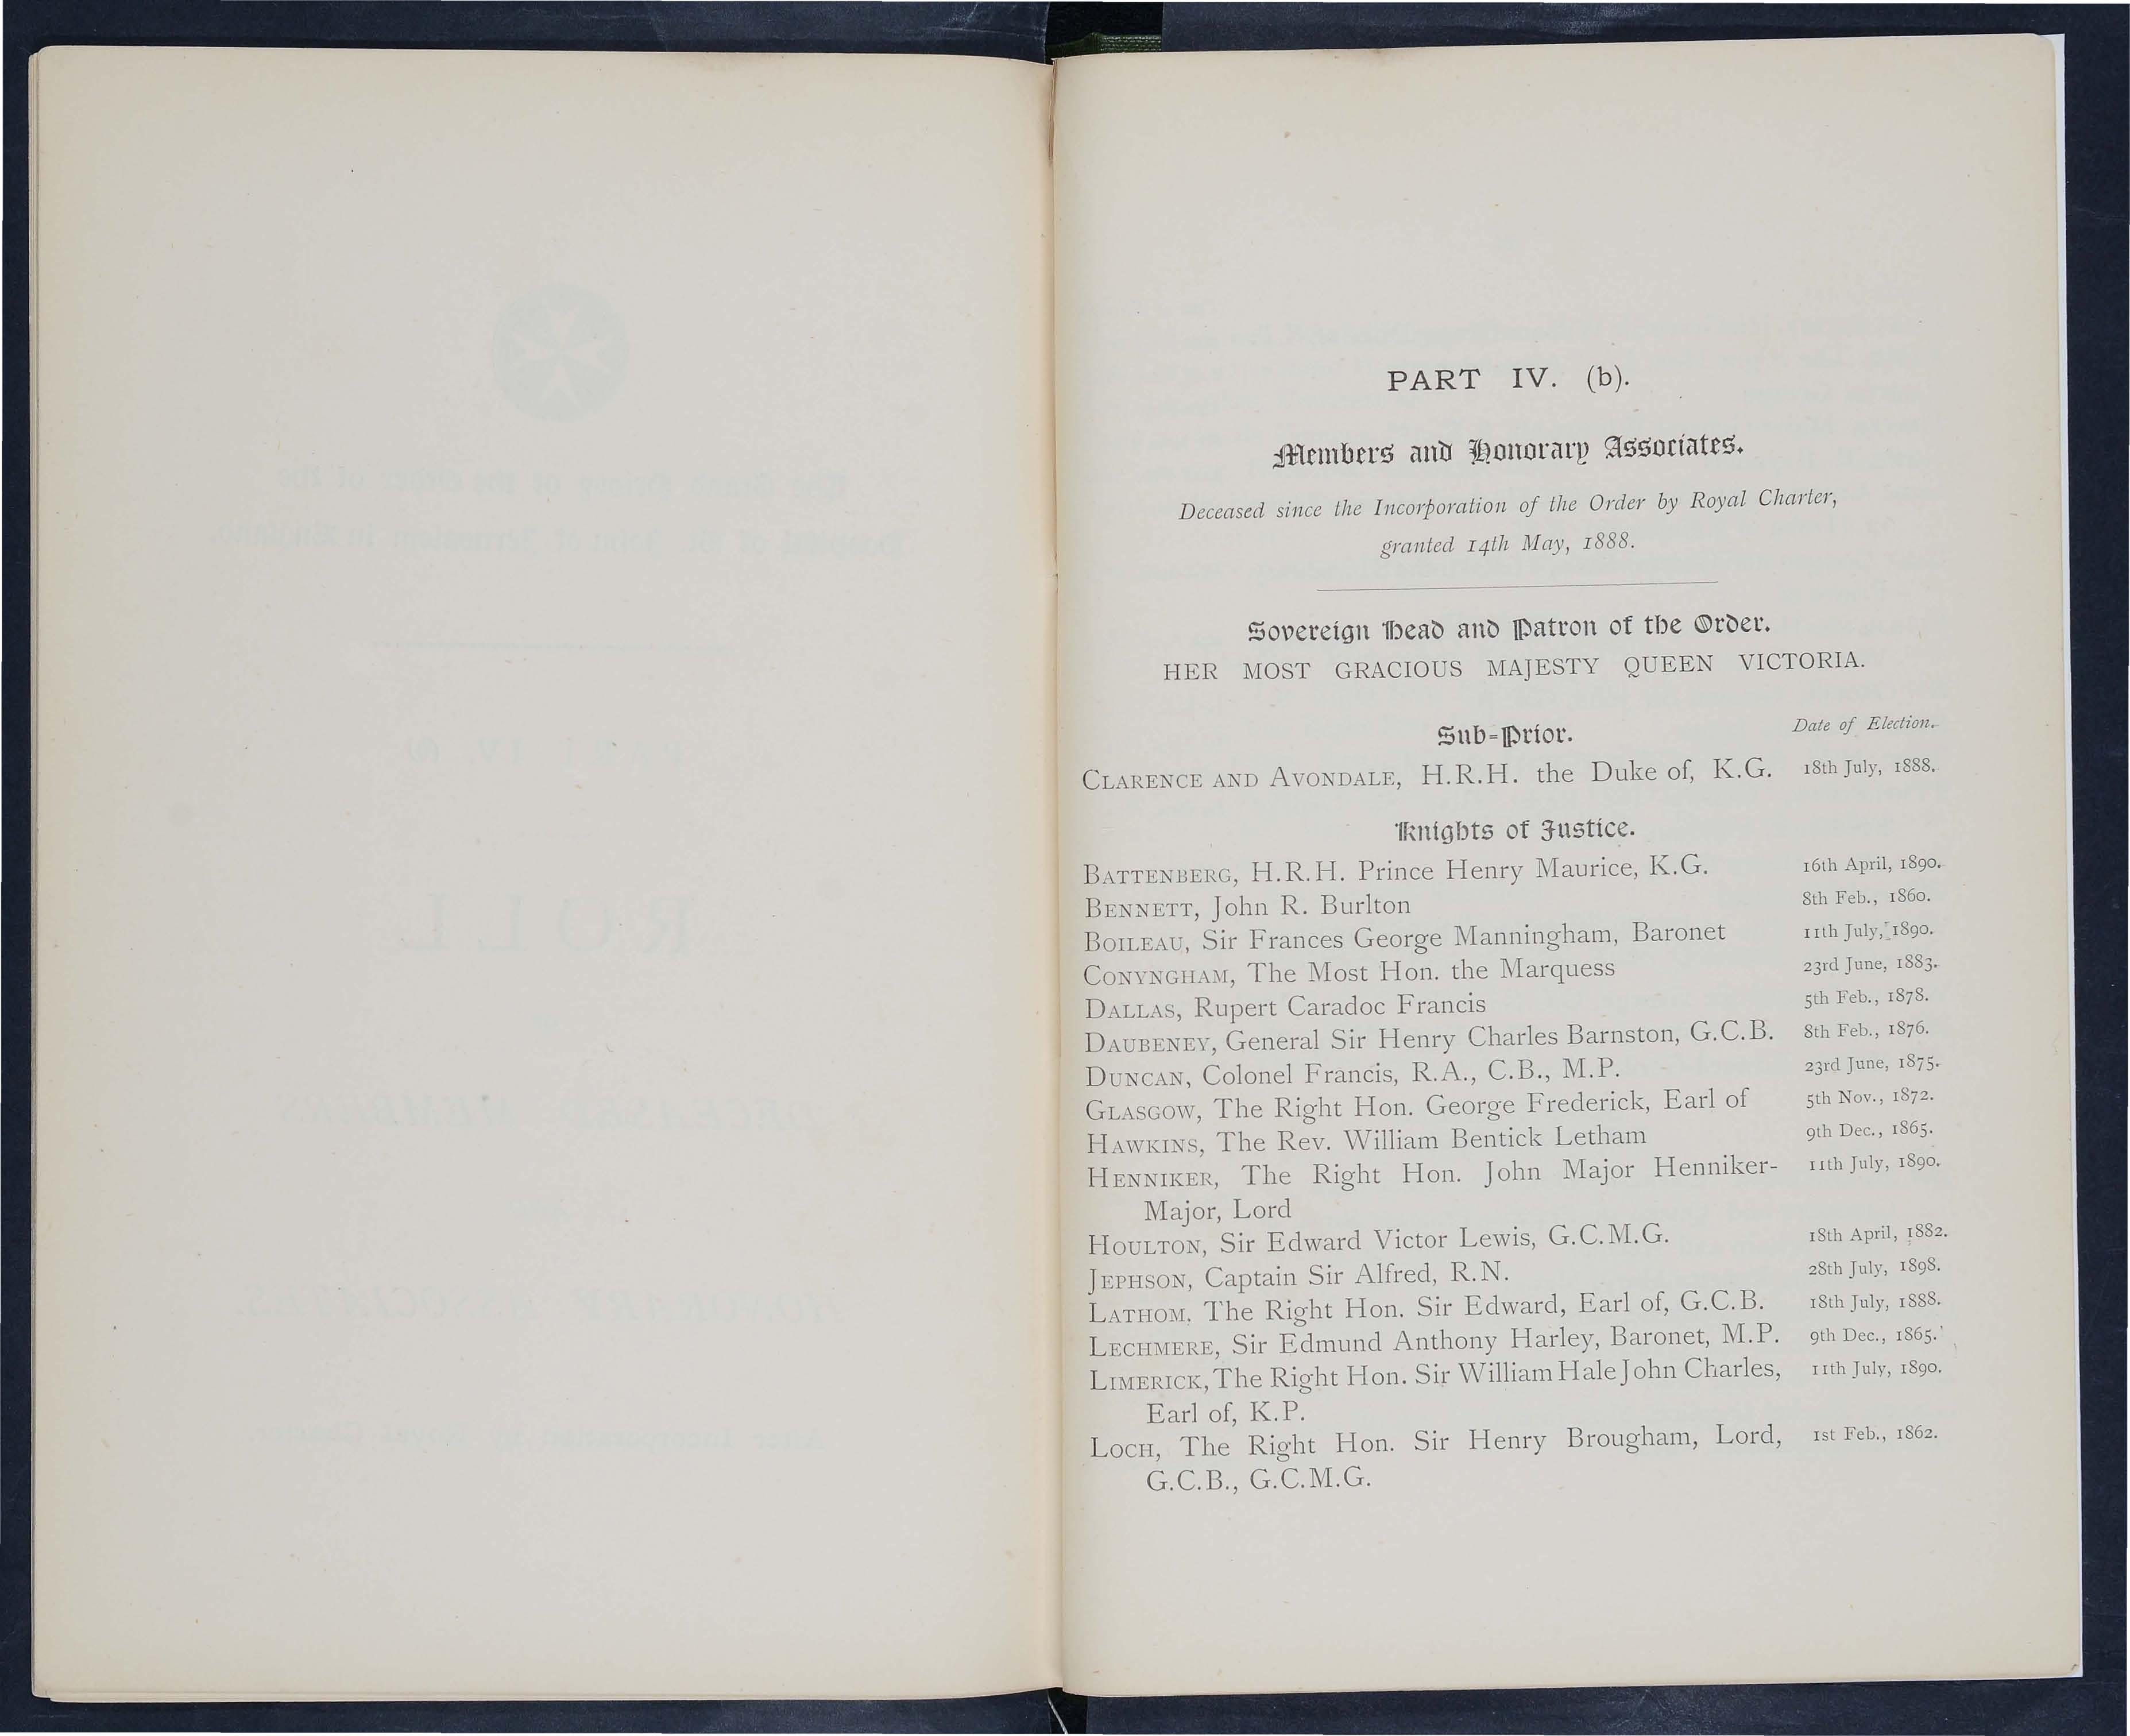 PART IV. (b).
Members and Honorary Associates.
Deceased since the Incorporation of the Order by Royal Charter,
granted 14th May, 1888.
Sovereign Head and Patron of the Order.
HER MOST GRACIOUS MAJESTY QUEEN VICTORIA.
Sub-Prior. Date of Election.
CLARENCE AND AVONDALE, H.R.H. the Duke of, K.G. 18th July, 1888.
Knights of Justice.
BATTENBERG, H.R.H. Prince Henry Maurice, K.G. 16th April, 1890.
BENNETT, John R. Burlton 8th Feb., 1860.
BOILEAU, Sir Frances George Manningham, Baronet 11th July, 1890.
CONYNGHAM, The Most Hon. the Marquess 23rd June, 1883.
DALLAS, Rupert Caradoc Francis 5th Feb., 1878.
DAUBENEY, General Sir Henry Charles Barnston, G.C.B. 8th Feb., 1876.
DUNCAN, Colonel Francis, R.A., C.B., M.P. 23rd June, 1875.
GLASGOW, The Right Hon. George Frederick, Earl of 5th Nov., 1872.
HAWKINS, The Rev. William Bentick Letham 9th Dec., 1865.
HENNIKER, The Right Hon. John Major Henniker- 11th July, 1890.
Major, Lord
HOULTON, Sir Edward Victor Lewis, G.C.M.G. 18th April, 1882.
JEPHSON, Captain Sir Alfred, R.N. 28th July, 1898.
LATHOM, The Right Hon. Sir Edward, Earl of, G.C.B. 18th July, 1888.
LECHMERE, Sir Edmund Anthony Harley, Baronet, M.P. 9th Dec., 1865.
LIMERICK, The Right Hon. Sir William Hale John Charles, 11th July, 1890.
Earl of, K.P.
LOCH, The Right Hon. Sir Henry Brougham, Lord, 1st Feb., 1862.
G.C.B., G.C.M.G.